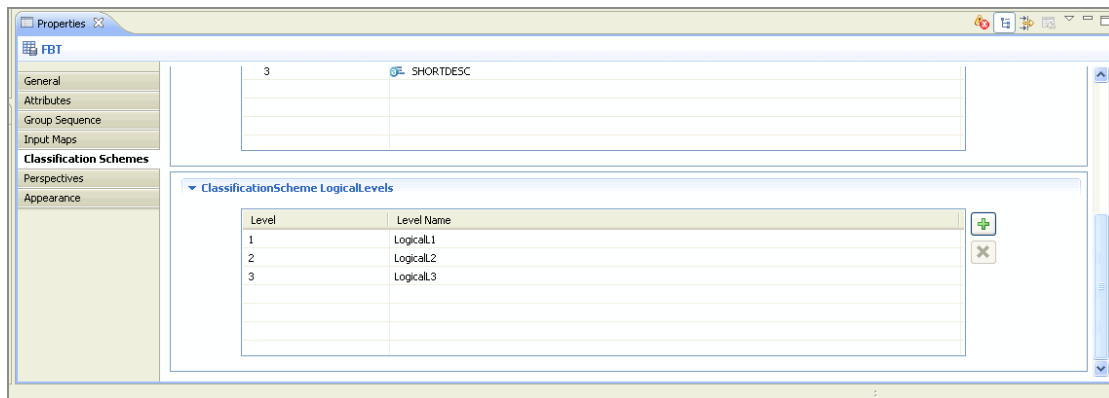 Properties
FBT
General
Attributes
Group Sequence
Input Maps
Classification Schemes
Perspectives
Appearance
3 SHORTDESC
ClassificationScheme LogicalLevels
Level Level Name
1 LogicalL1
2 LogicalL2
3 LogicalL3